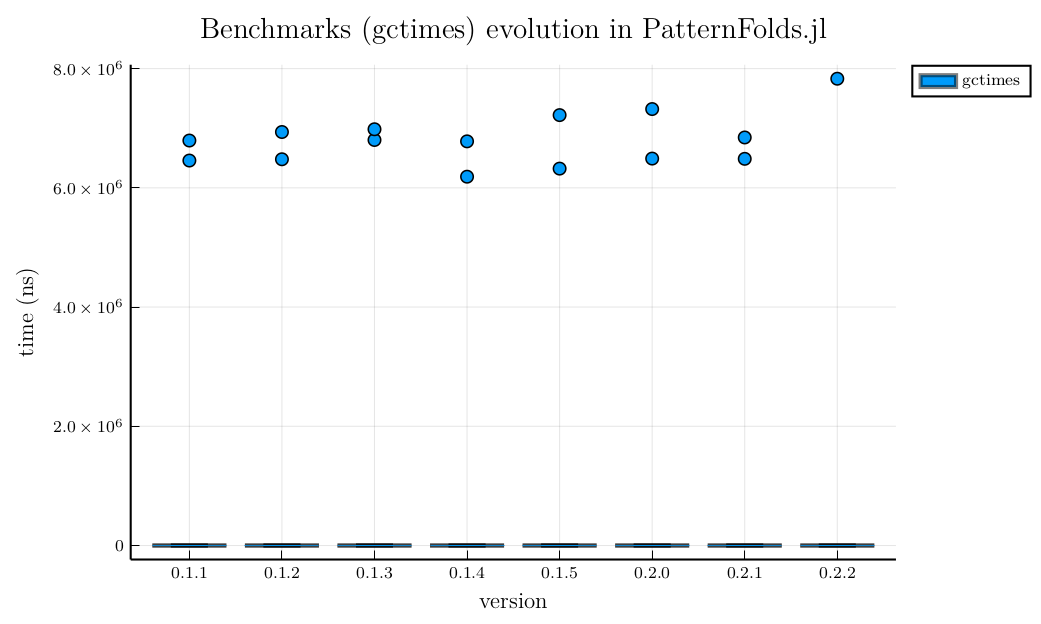 Benchmarks (gctimes) evolution in PatternFolds.jl
gctimes
8.0 × 10⁶
6.0 × 10⁶
4.0 × 10⁶
2.0 × 10⁶
0
time (ns)
0.1.1 0.1.2 0.1.3 0.1.4 0.1.5 0.2.0 0.2.1 0.2.2
version